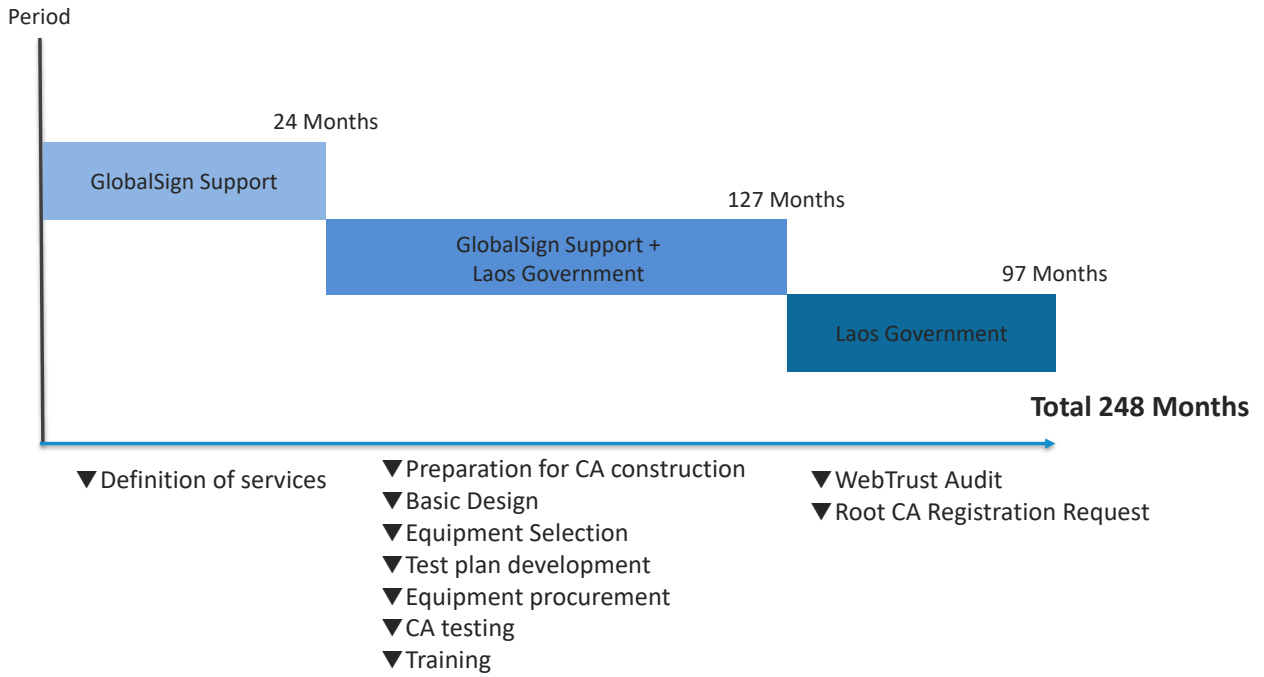 Period
24 Months
GlobalSign Support
127 Months
GlobalSign Support +
Laos Government
97 Months
Laos Government
Total 248 Months
▼Definition of services
▼Preparation for CA construction
▼Basic Design
▼Equipment Selection
▼Test plan development
▼Equipment procurement
▼CA testing
▼Training
▼WebTrust Audit
▼Root CA Registration Request